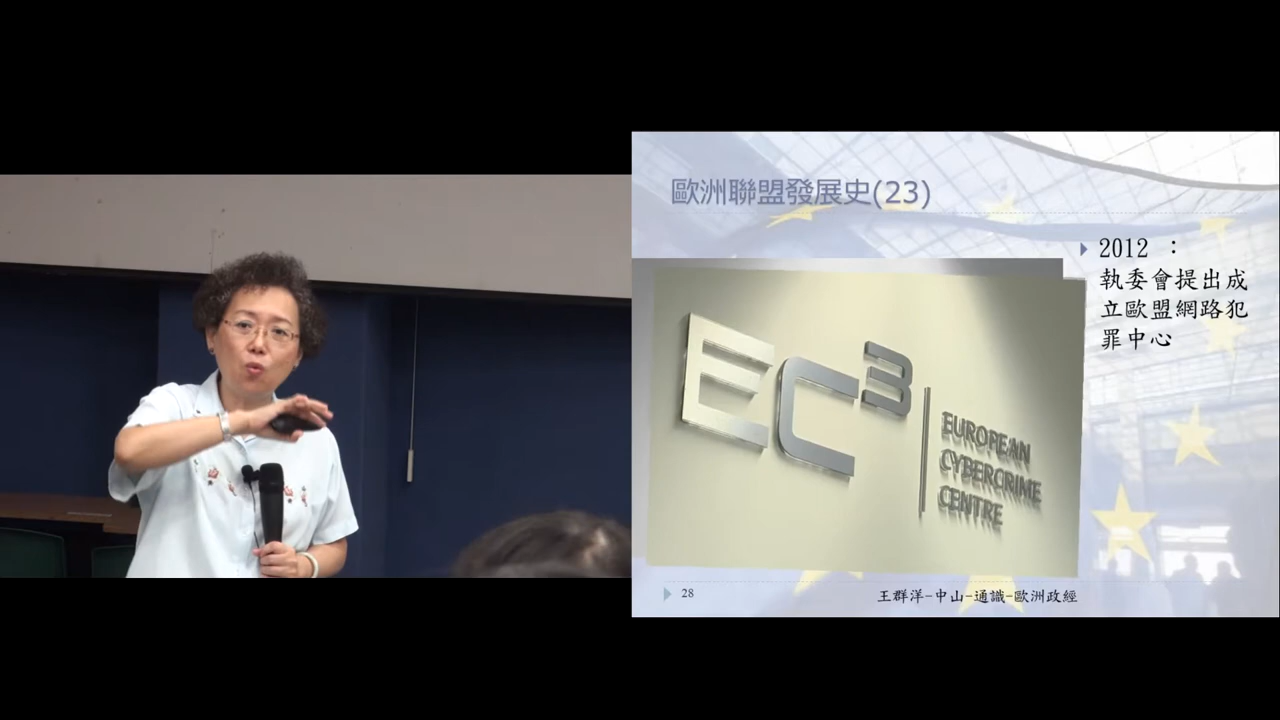 歐洲聯盟發展史(23)
2012 :
執委會提出成
立歐盟網路犯
罪中心
EC3
EUROPEAN
CYBERCRIME
CENTRE
28
王群洋-中山-通識-歐洲政經